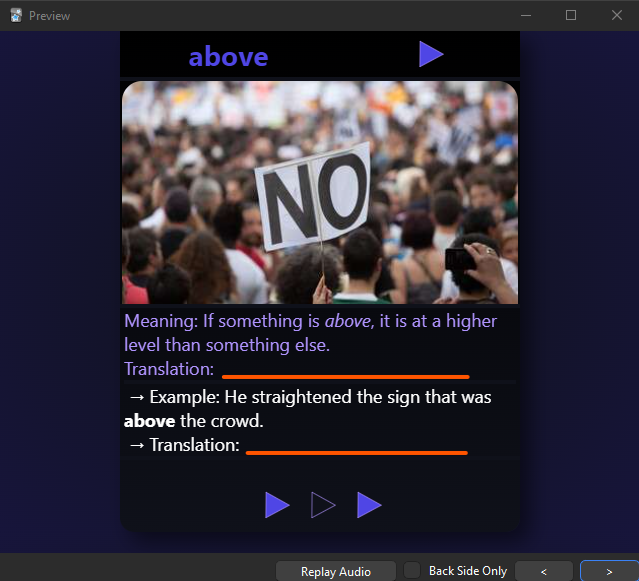 Preview
above
NO
Meaning: If something is above, it is at a higher
level than something else.
Translation:
→ Example: He straightened the sign that was
above the crowd.
→ Translation:
Replay Audio
Back Side Only
<
>